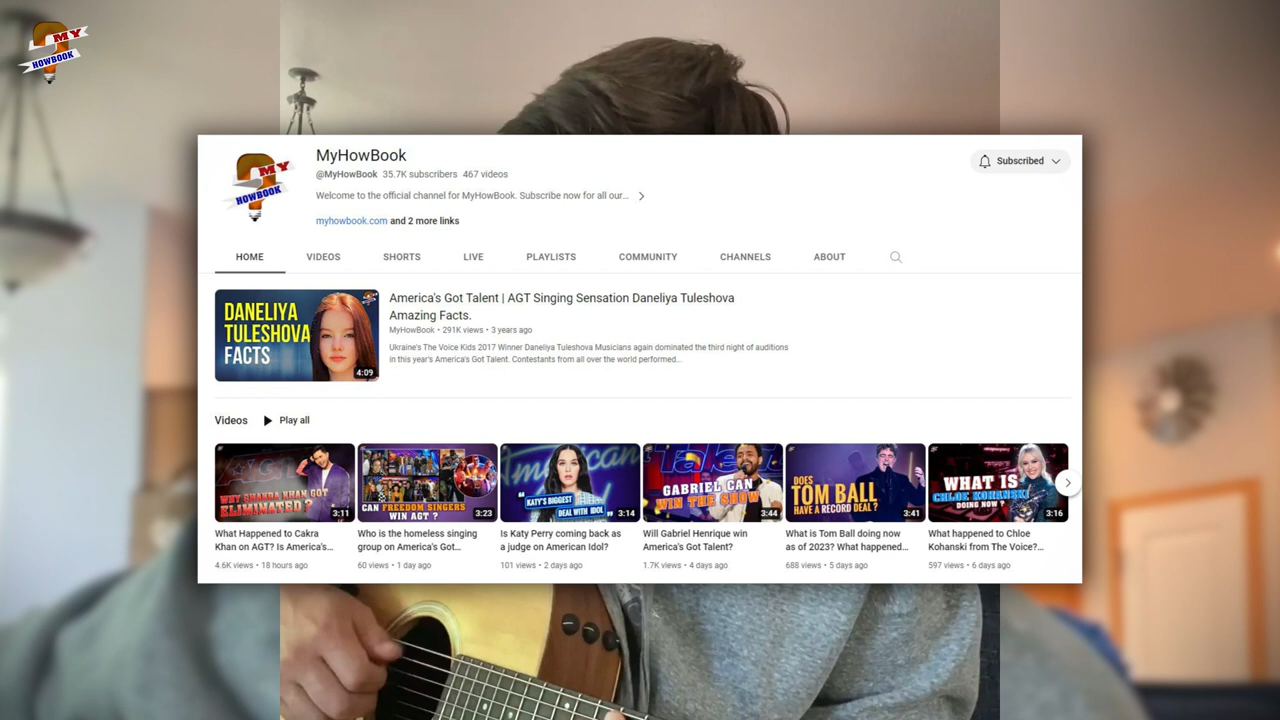 MY
HOWBOOK
MY
HOWBOOK
MyHowBook
@MyHowBook 35.7K subscribers 467 videos
Welcome to the official channel for MyHowBook. Subscribe now for all our...
myhowbook.com and 2 more links
Subscribed
HOME VIDEOS SHORTS LIVE PLAYLISTS COMMUNITY CHANNELS ABOUT
DANELIYA
TULESHOVA
FACTS
4:09
America's Got Talent | AGT Singing Sensation Daneliya Tuleshova
Amazing Facts.
MyHowBook • 291K views • 3 years ago
Ukraine's The Voice Kids 2017 Winner Daneliya Tuleshova Musicians again dominated the third night of auditions
in this year's America's Got Talent. Contestants from all over the world performed...
Videos Play all
AGT
WHY CHAKRA KHAN GOT
ELIMINATED ?
3:11
CAN FREEDOM SINGERS
WIN AGT ?
3:23
American
"KATY'S BIGGEST
DEAL WITH IDOL"
3:14
Talent
GABRIEL CAN
WIN THE SHOW
3:44
DOES
TOM BALL
HAVE A RECORD DEAL ?
3:41
WHAT IS
CHLOE KOHANSKI
DOING NOW ?
3:16
What Happened to Cakra
Khan on AGT? Is America's...
4.6K views • 18 hours ago
Who is the homeless singing
group on America's Got...
60 views • 1 day ago
Is Katy Perry coming back as
a judge on American Idol?
101 views • 2 days ago
Will Gabriel Henrique win
America's Got Talent?
1.7K views • 4 days ago
What is Tom Ball doing now
as of 2023? What happened...
688 views • 5 days ago
What happened to Chloe
Kohanski from The Voice?...
597 views • 6 days ago